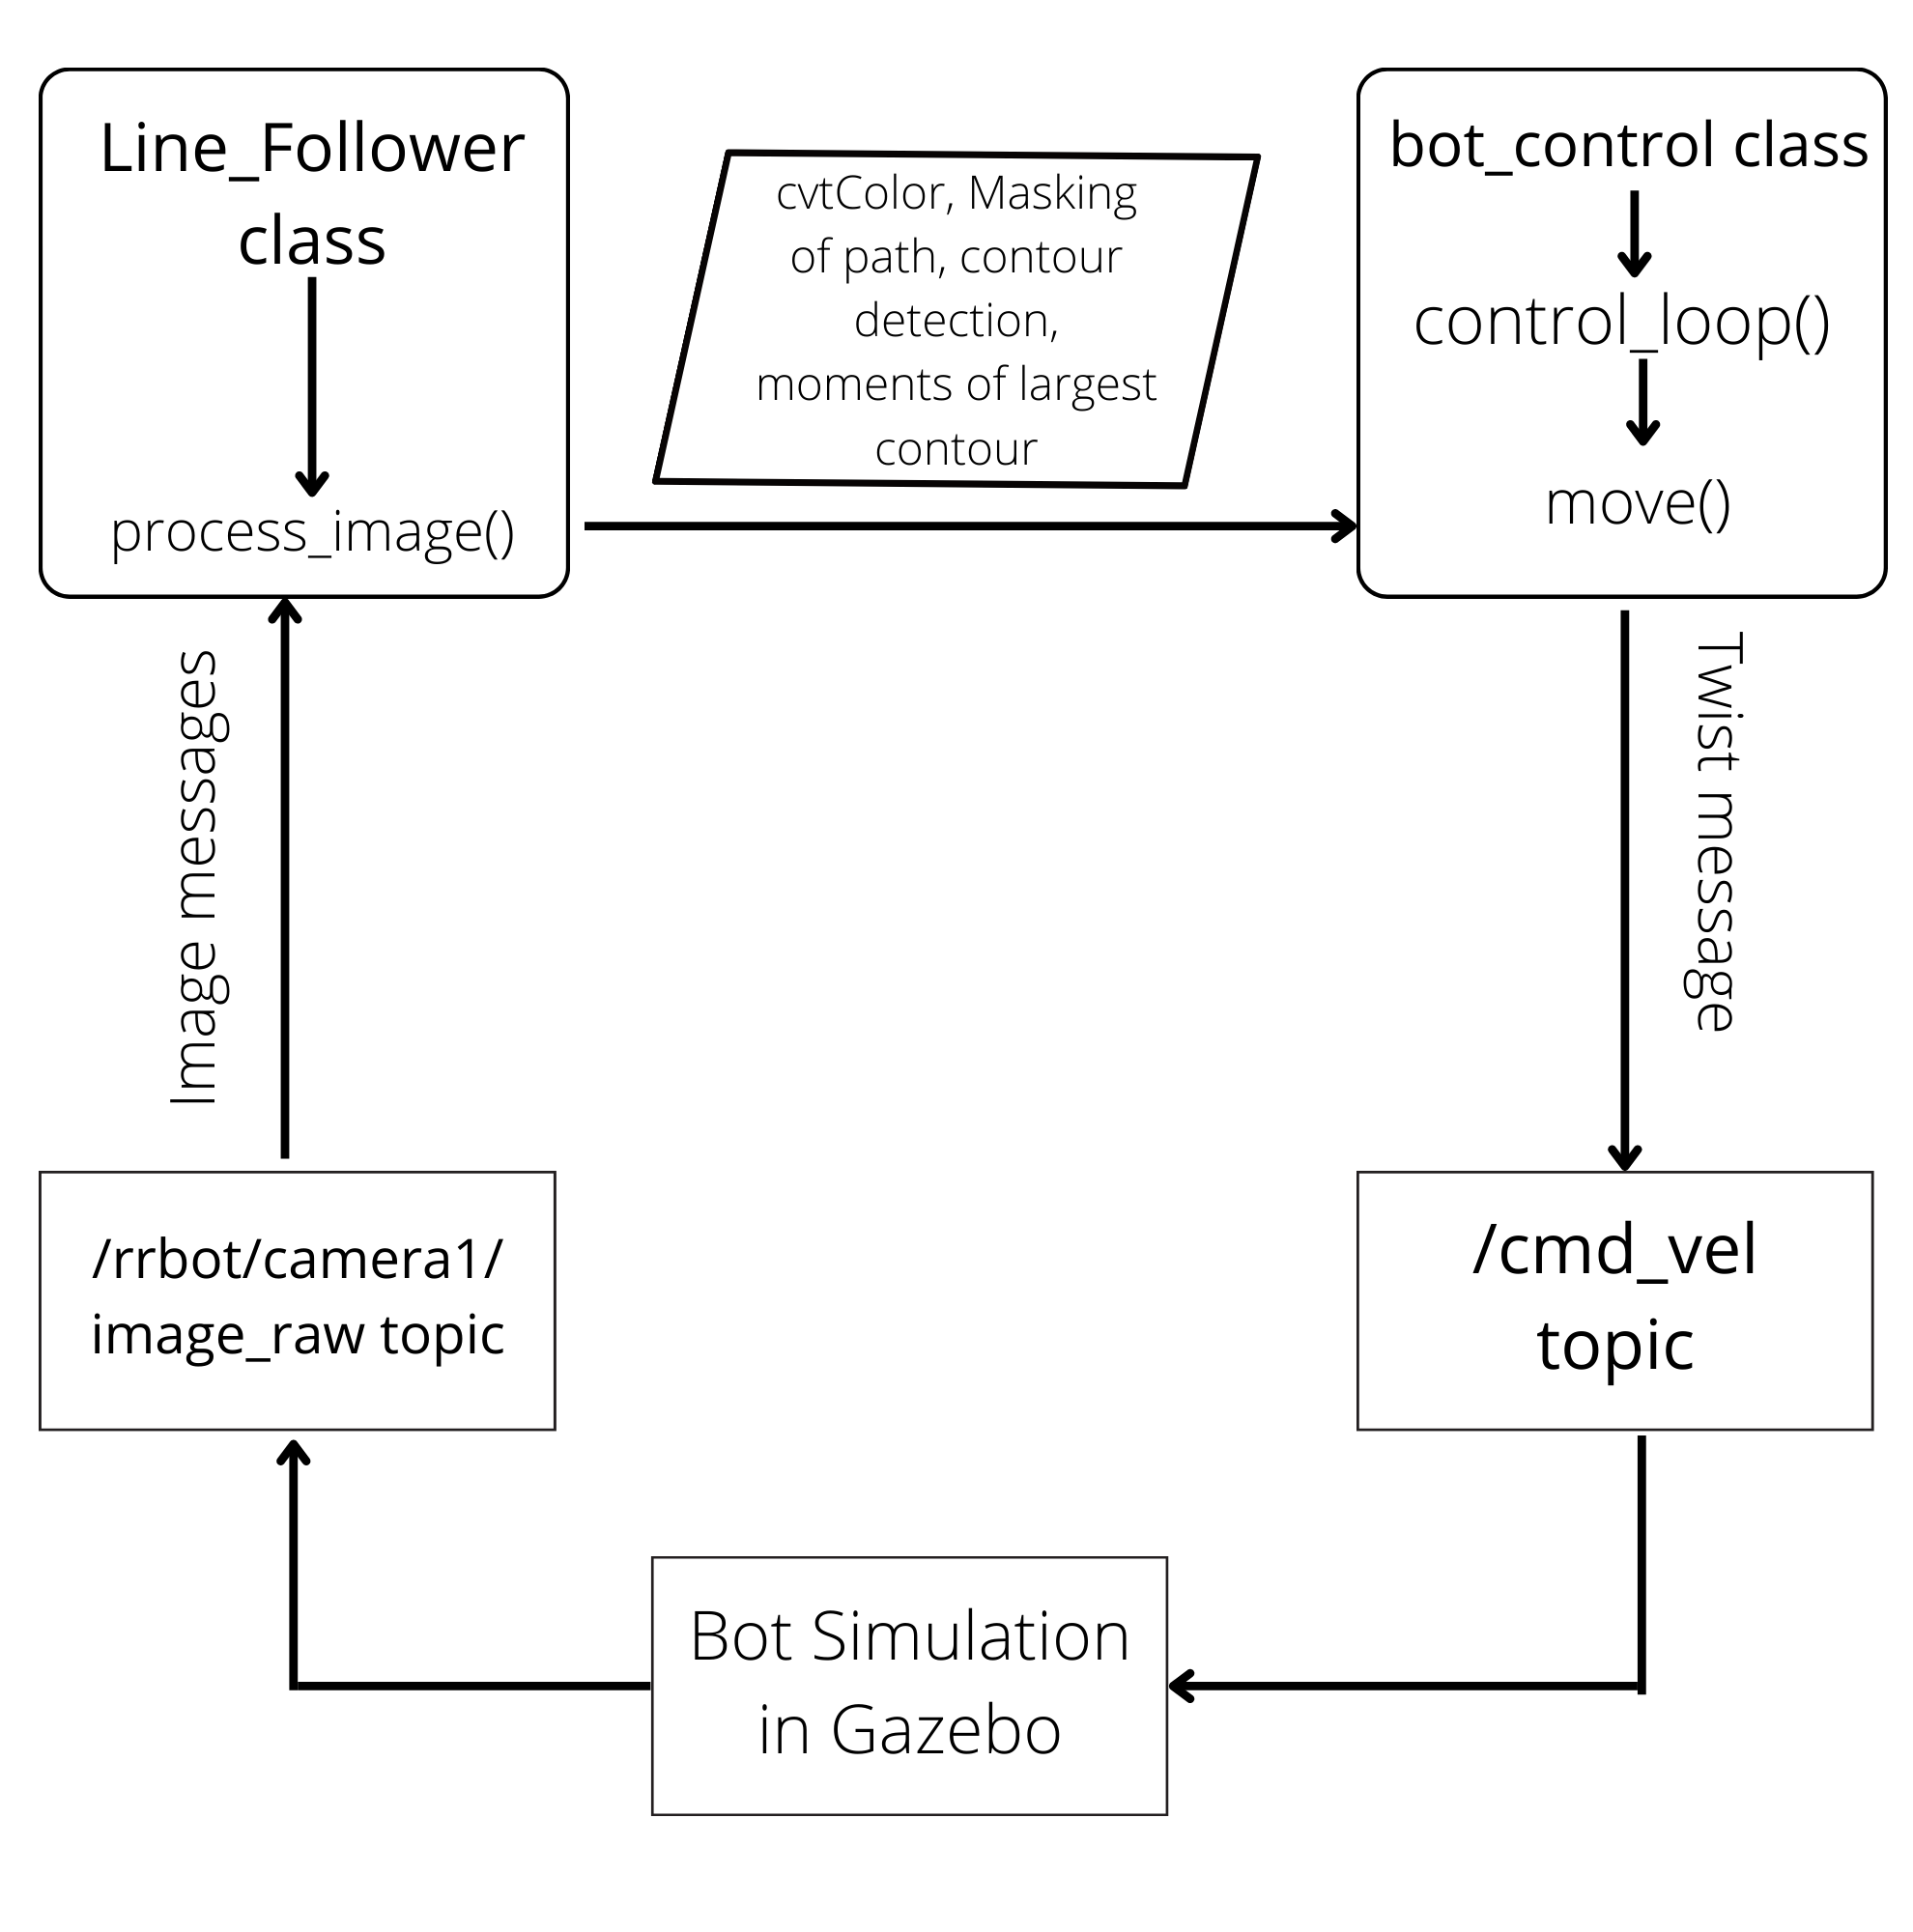 Line_Follower
class
process_image()
cvtColor, Masking
of path, contour
detection,
moments of largest
contour
bot_control class
control_loop()
move()
Image messages
Twist message
/rrbot/camera1/
image_raw topic
/cmd_vel
topic
Bot Simulation
in Gazebo